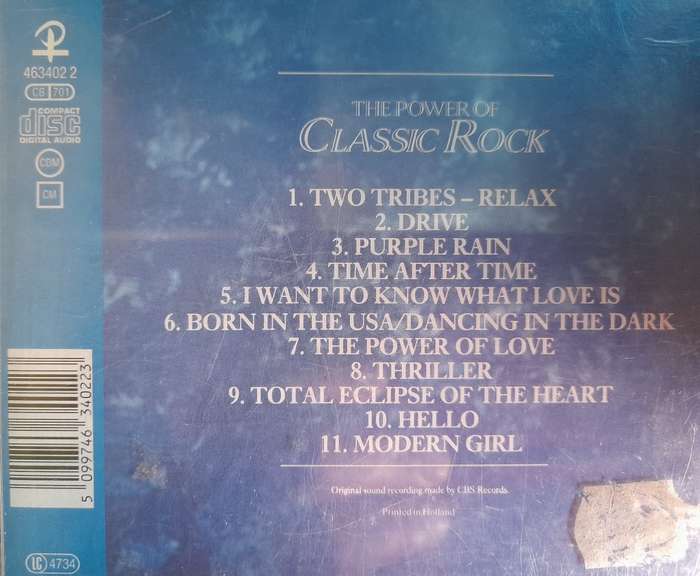 463402 2
CB 701
COMPACT
disc
DIGITAL AUDIO
CBM
CM
5 099746 340223
LC 4734
THE POWER OF
CLASSIC ROCK
1. TWO TRIBES – RELAX
2. DRIVE
3. PURPLE RAIN
4. TIME AFTER TIME
5. I WANT TO KNOW WHAT LOVE IS
6. BORN IN THE USA/DANCING IN THE DARK
7. THE POWER OF LOVE
8. THRILLER
9. TOTAL ECLIPSE OF THE HEART
10. HELLO
11. MODERN GIRL
Original sound recording made by CBS Records.
Printed in Holland